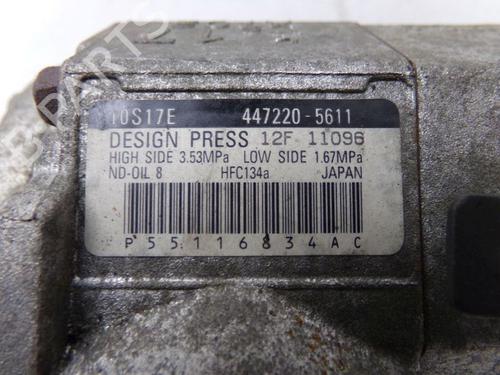 10S17E 447220-5611
DESIGN PRESS 12F 11096
HIGH SIDE 3.53MPa LOW SIDE 1.67MPa
ND-OIL 8 HFC134a JAPAN
P55116834AC